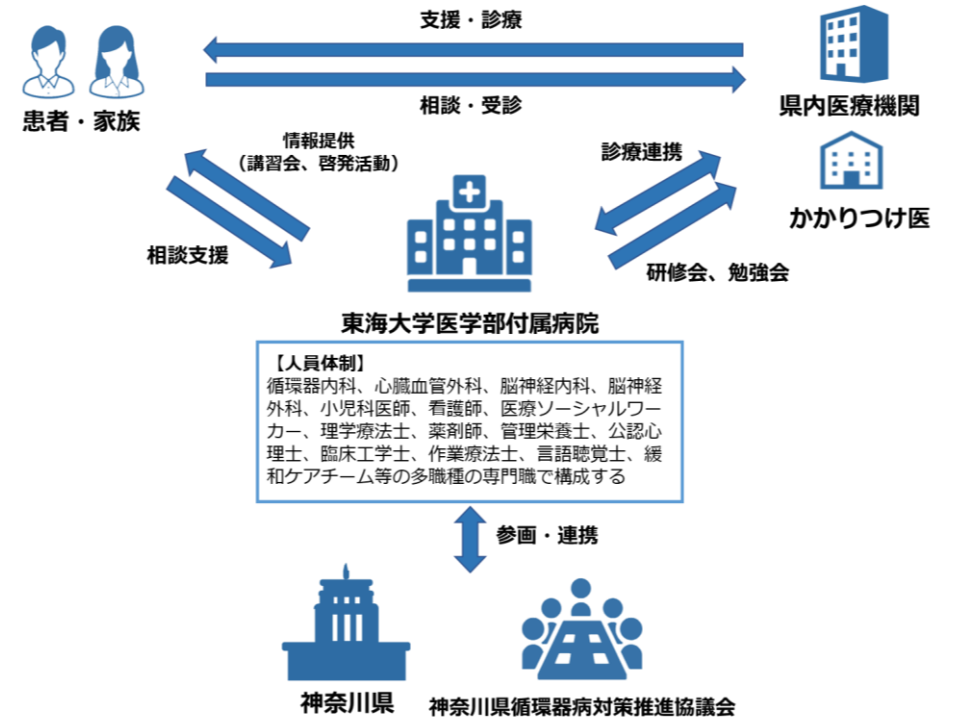 支援・診療
患者・家族
相談・受診
県内医療機関
情報提供
（講習会、啓発活動）
診療連携
かかりつけ医
相談支援
研修会、勉強会
東海大学医学部付属病院
【人員体制】
循環器内科、心臓血管外科、脳神経内科、脳神経
外科、小児科医師、看護師、医療ソーシャルワー
カー、理学療法士、薬剤師、管理栄養士、公認心
理士、臨床工学士、作業療法士、言語聴覚士、緩
和ケアチーム等の多職種の専門職で構成する
参画・連携
神奈川県
神奈川県循環器病対策推進協議会